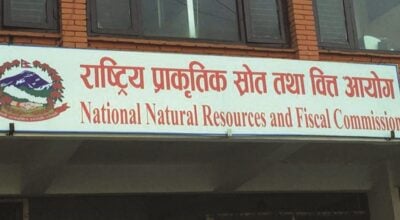 राष्ट्रिय प्राकृतिक स्रोत तथा वित्त आयोग
National Natural Resources and Fiscal Commission